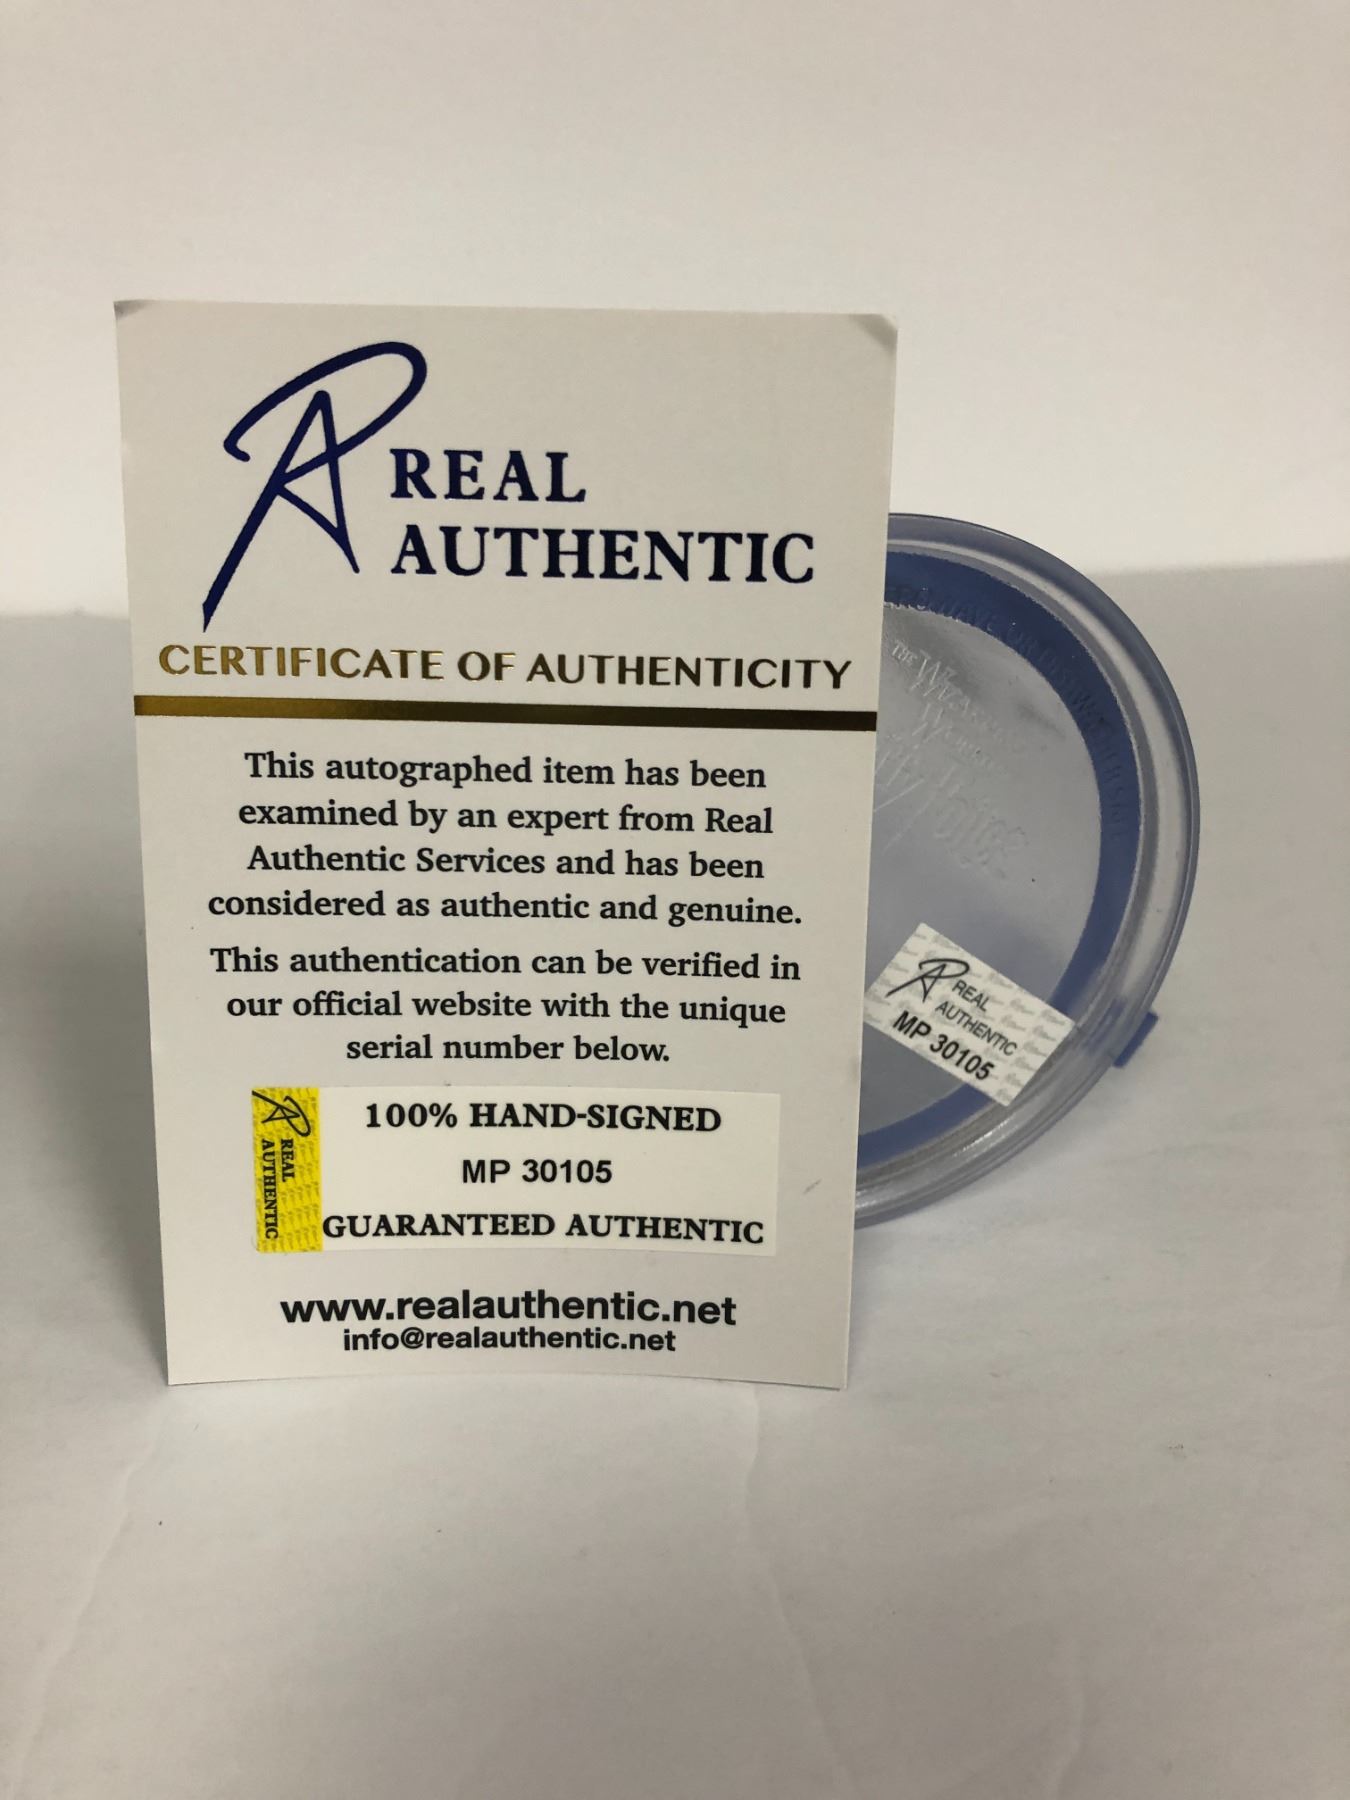 REAL
AUTHENTIC
CERTIFICATE OF AUTHENTICITY
This autographed item has been
examined by an expert from Real
Authentic Services and has been
considered as authentic and genuine.
This authentication can be verified in
our official website with the unique
serial number below.
REAL
AUTHENTIC
100% HAND-SIGNED
MP 30105
GUARANTEED AUTHENTIC
www.realauthentic.net
info@realauthentic.net
THE WIZARDING
WORLD
REAL
AUTHENTIC
MP 30105